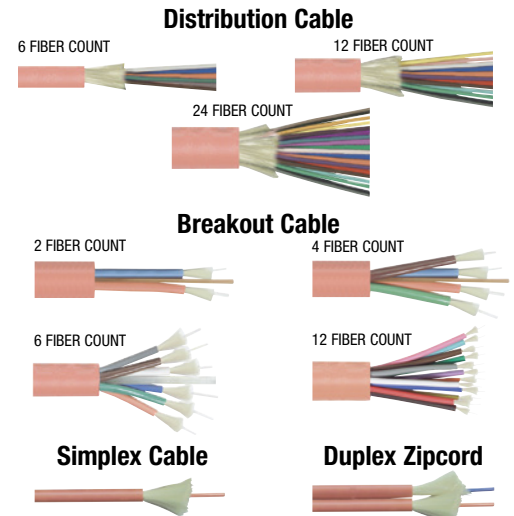 Distribution Cable
6 FIBER COUNT
12 FIBER COUNT
24 FIBER COUNT
Breakout Cable
2 FIBER COUNT
4 FIBER COUNT
6 FIBER COUNT
12 FIBER COUNT
Simplex Cable
Duplex Zipcord